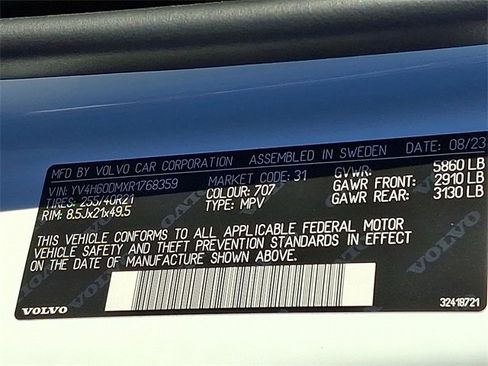 MFD BY VOLVO CAR CORPORATION ASSEMBLED IN SWEDEN DATE: 08/23
VIN: YV4H60DMXR1768359 MARKET CODE: 31 GVWR: 5860 LB
TIRES: 255/40R21 COLOUR: 707 GAWR FRONT: 2910 LB
RIM: 8.5Jx21x49.5 TYPE: MPV GAWR REAR: 3130 LB
THIS VEHICLE CONFORMS TO ALL APPLICABLE FEDERAL MOTOR
VEHICLE SAFETY AND THEFT PREVENTION STANDARDS IN EFFECT
ON THE DATE OF MANUFACTURE SHOWN ABOVE.
VOLVO 32418721